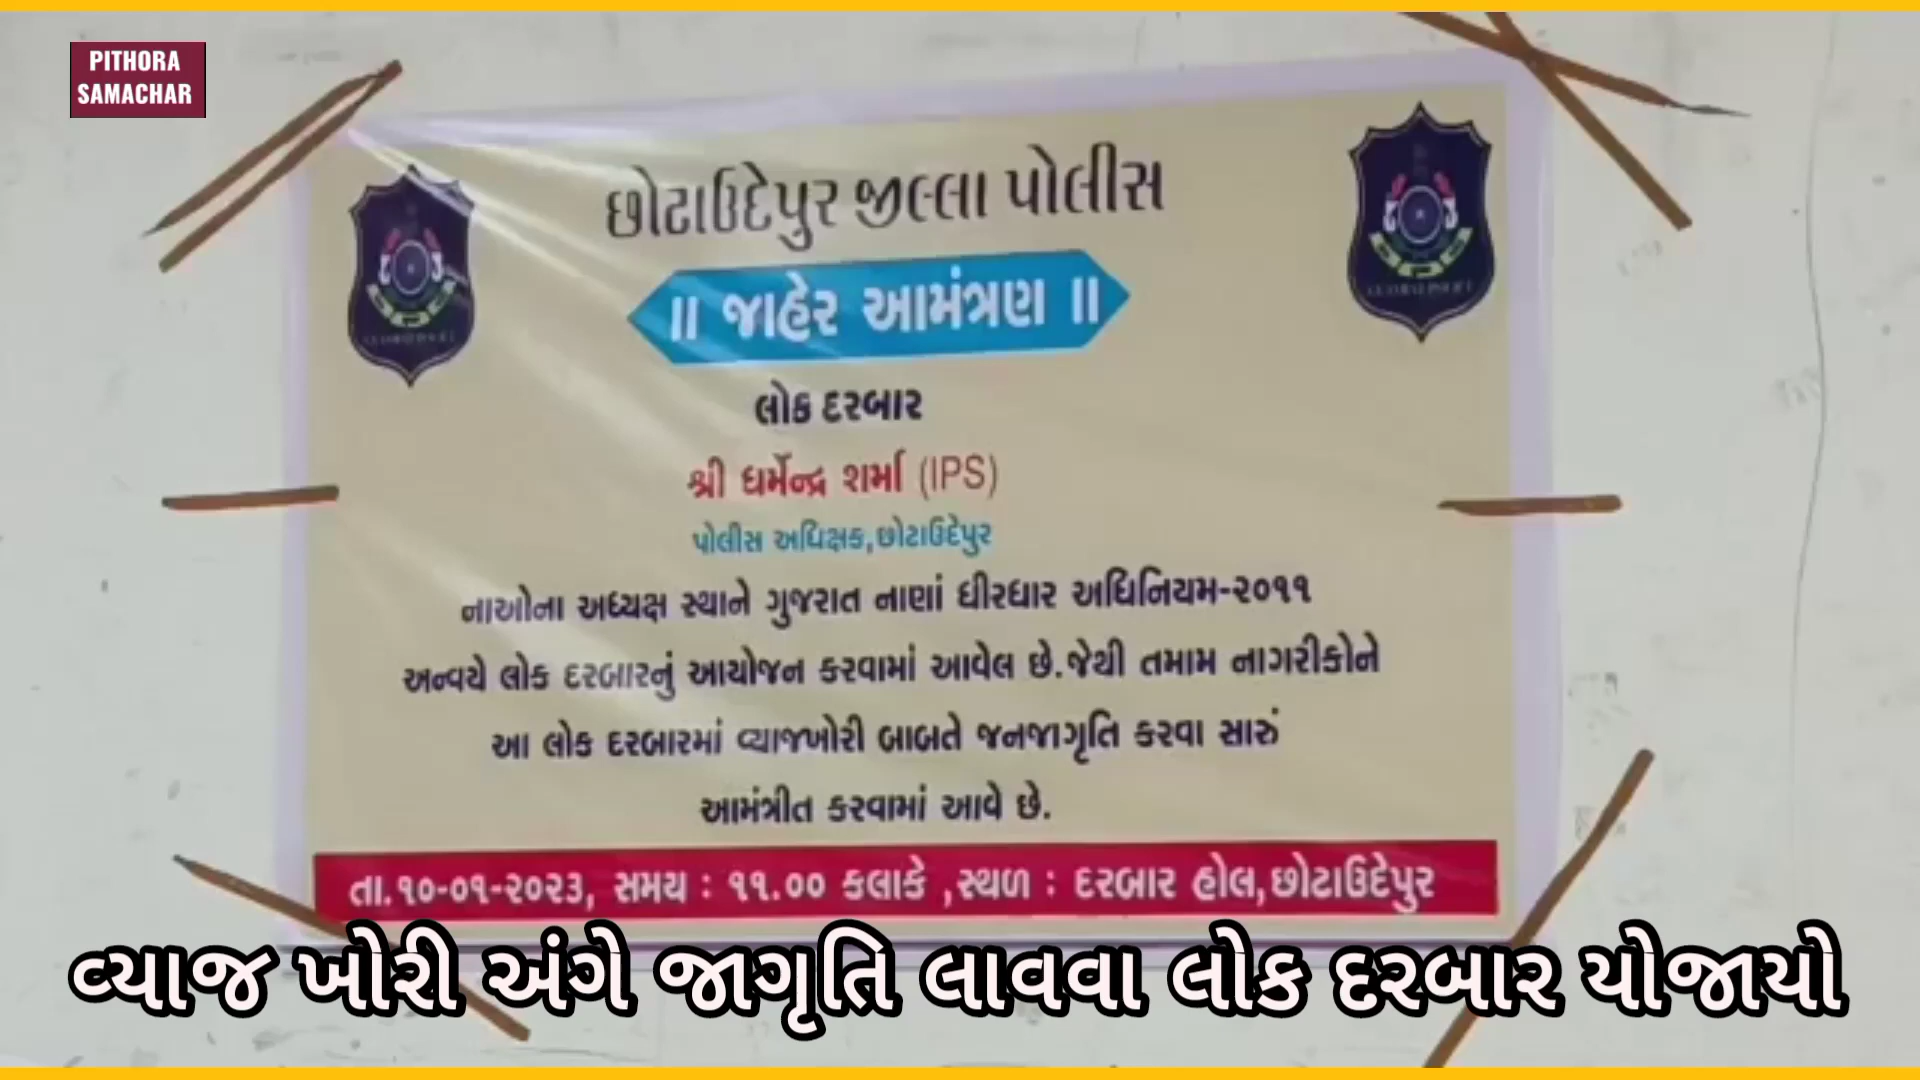 PITHORA
SAMACHAR
છોટાઉદેપુર જીલ્લા પોલીસ
॥ જાહેર આમંત્રણ ॥
લોક દરબાર
શ્રી ધર્મેન્દ્ર શર્મા (IPS)
પોલીસ અધિક્ષક,છોટાઉદેપુર
નાઓના અધ્યક્ષ સ્થાને ગુજરાત નાણાં ધીરધાર અધિનિયમ-૨૦૧૧
અન્વયે લોક દરબારનું આયોજન કરવામાં આવેલ છે.જેથી તમામ નાગરીકોને
આ લોક દરબારમાં વ્યાજખોરી બાબતે જનજાગૃતિ કરવા સારું
આમંત્રીત કરવામાં આવે છે.
તા.૧૦-૦૧-૨૦૨૩, સમય : ૧૧.૦૦ કલાકે ,સ્થળ : દરબાર હોલ,છોટાઉદેપુર
વ્યાજ ખોરી અંગે જાગૃતિ લાવવા લોક દરબાર યોજાયો